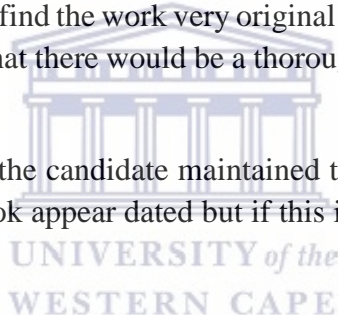 find the work very original
at there would be a thorou
the candidate maintained t
ok appear dated but if this i
UNIVERSITY of the
WESTERN CAPE